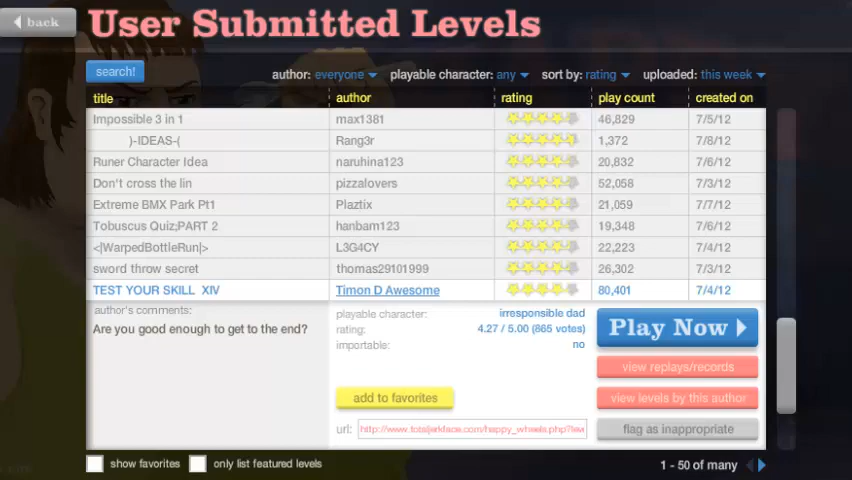 back
User Submitted Levels
search!
author: everyone playable character: any sort by: rating uploaded: this week
title author rating play count created on
Impossible 3 in 1 max1381 46,829 7/5/12
)-IDEAS-( Rang3r 1,372 7/8/12
Runer Character Idea naruhina123 20,832 7/6/12
Don't cross the lin pizzalovers 52,058 7/3/12
Extreme BMX Park Pt1 Plaztix 21,059 7/7/12
Tobuscus Quiz;PART 2 hanbam123 19,348 7/6/12
<|WarpedBottleRun|> L3G4CY 22,223 7/4/12
sword throw secret thomas29101999 26,302 7/3/12
TEST YOUR SKILL XIV Timon D Awesome 80,401 7/4/12
author's comments:
Are you good enough to get to the end?
playable character: irresponsible dad
rating: 4.27 / 5.00 (865 votes)
importable: no
Play Now
view replays/records
add to favorites
view levels by this author
url: http://www.totaljerkface.com/happy_wheels.php?lev
flag as inappropriate
show favorites only list featured levels
1 - 50 of many